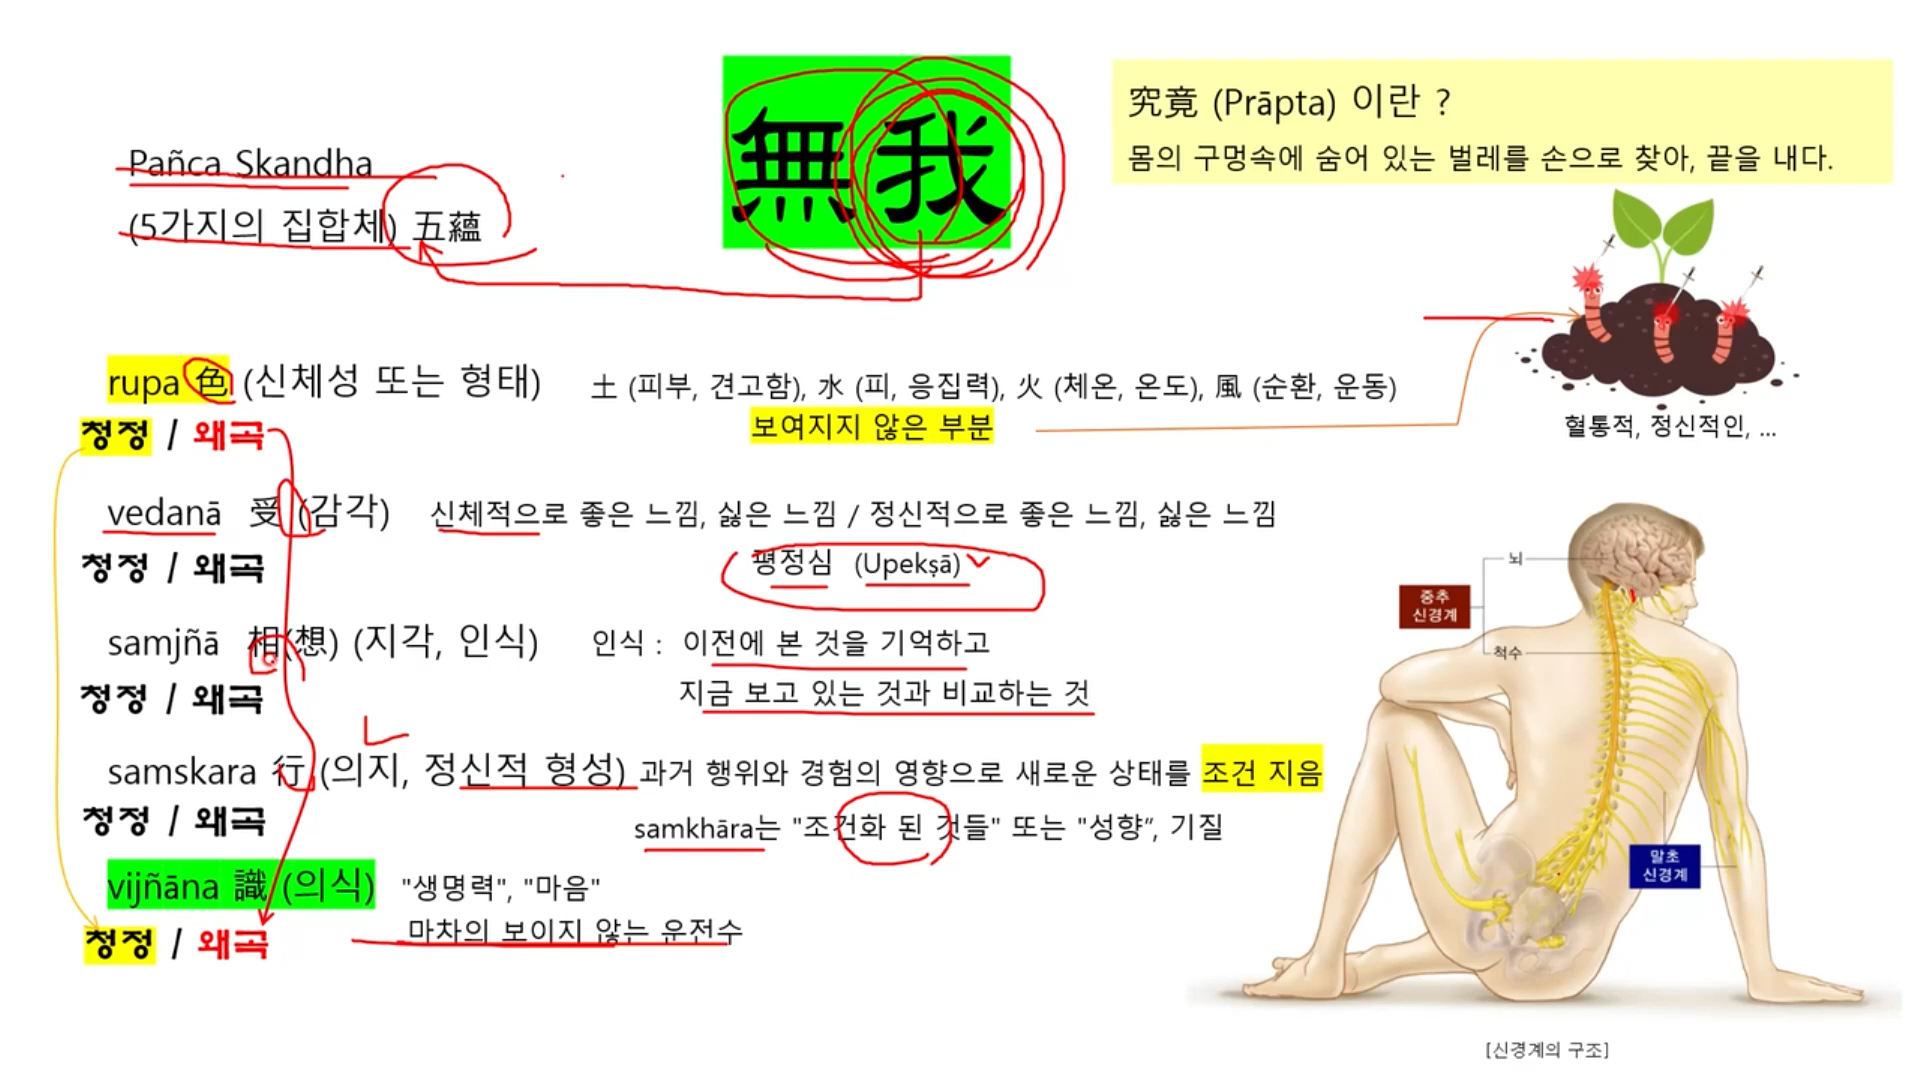 無我
究竟 (Prāpta) 이란 ?
몸의 구멍속에 숨어 있는 벌레를 손으로 찾아, 끝을 내다.
Pañca Skandha
(5가지의 집합체) 五蘊
rupa 色 (신체성 또는 형태) 土 (피부, 견고함), 水 (피, 응집력), 火 (체온, 온도), 風 (순환, 운동)
보여지지 않은 부분
혈통적, 정신적인, ...
청정 / 왜곡
vedanā 受 (감각) 신체적으로 좋은 느낌, 싫은 느낌 / 정신적으로 좋은 느낌, 싫은 느낌
청정 / 왜곡
평정심 (Upekṣā)
samjñā 相(想) (지각, 인식) 인식 : 이전에 본 것을 기억하고
지금 보고 있는 것과 비교하는 것
청정 / 왜곡
samskara 行 (의지, 정신적 형성) 과거 행위와 경험의 영향으로 새로운 상태를 조건 지음
청정 / 왜곡
samkhāra는 "조건화 된 것들" 또는 "성향”, 기질
vijñāna 識 (의식) "생명력", "마음"
마차의 보이지 않는 운전수
청정 / 왜곡
뇌
중추
신경계
척수
말초
신경계
[신경계의 구조]